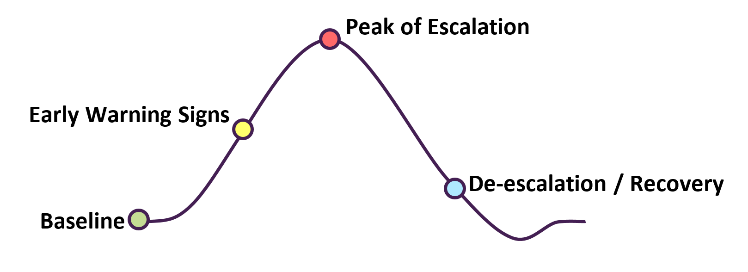 Peak of Escalation
Early Warning Signs
De-escalation / Recovery
Baseline